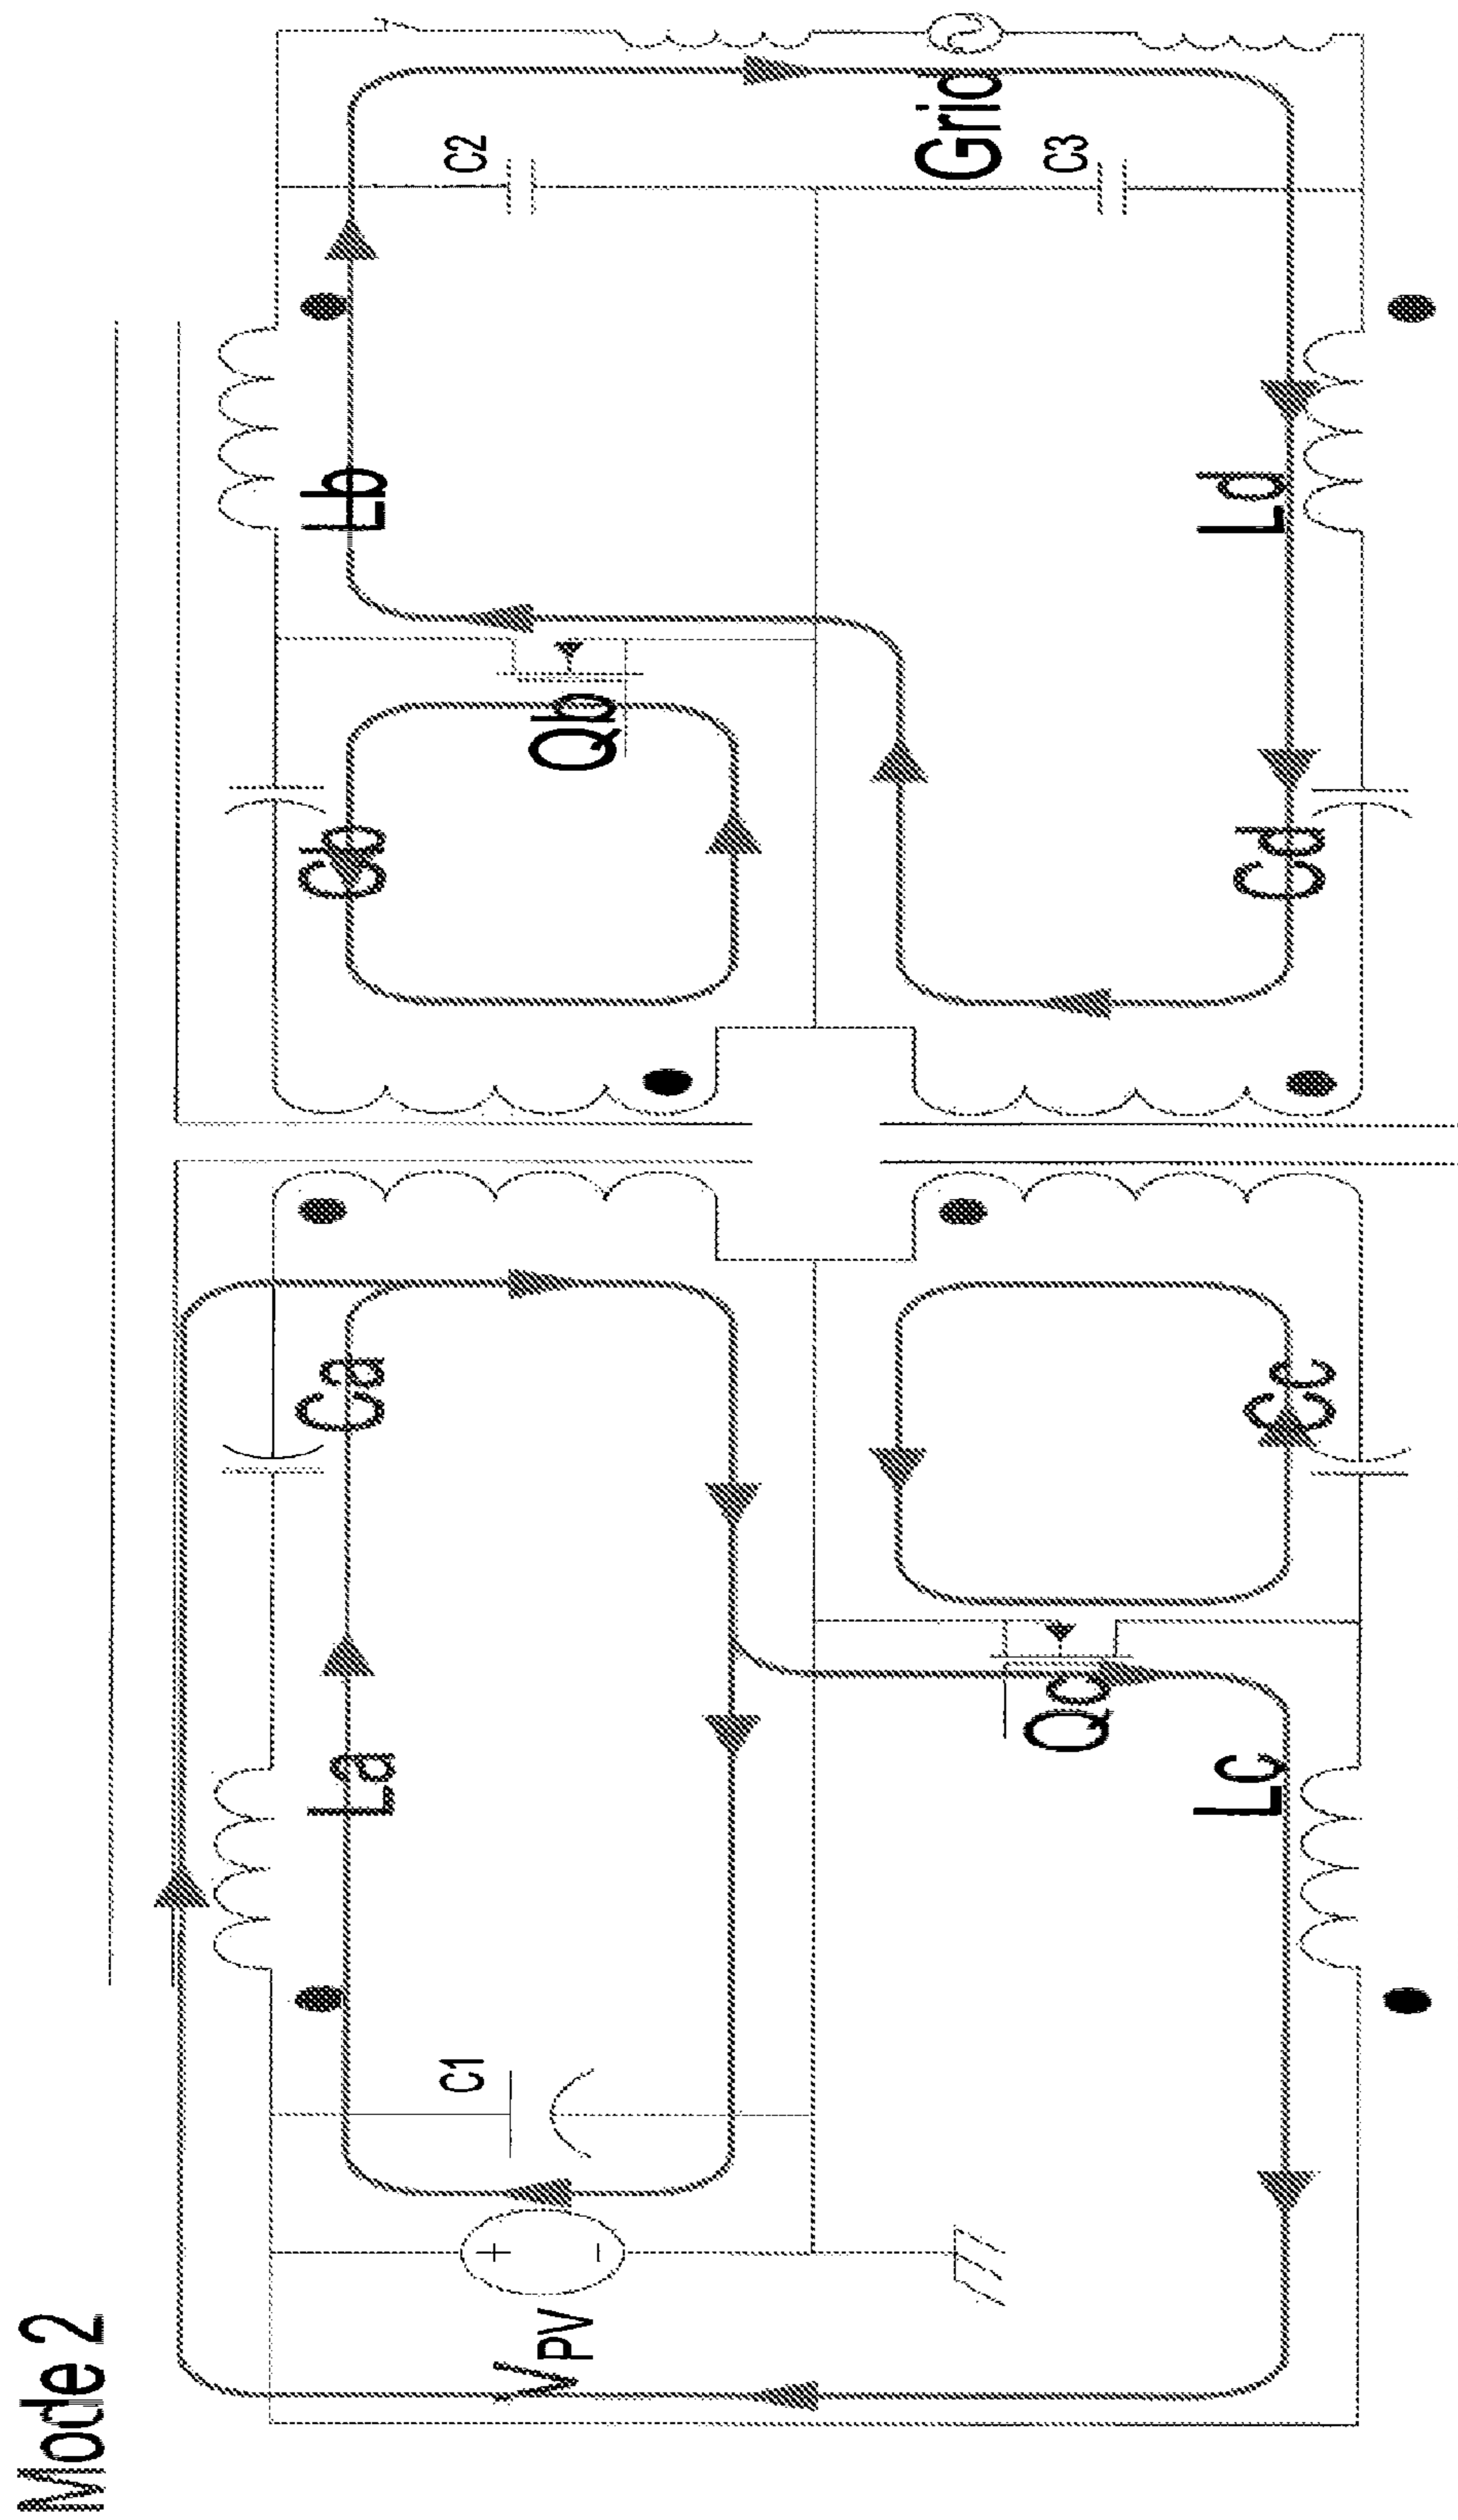 Mode 2
La
Ca
Cb
Lb
C1
C2
VPV
Qb
Grid
Qc
C3
Lc
Cc
Cd
Ld
+
-